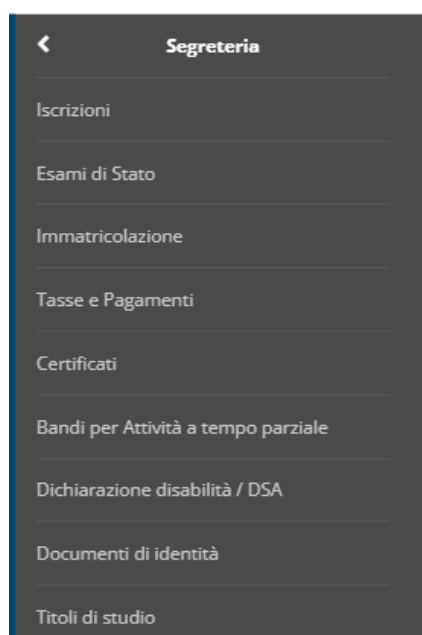 Segreteria
Iscrizioni
Esami di Stato
Immatricolazione
Tasse e Pagamenti
Certificati
Bandi per Attività a tempo parziale
Dichiarazione disabilità / DSA
Documenti di identità
Titoli di studio